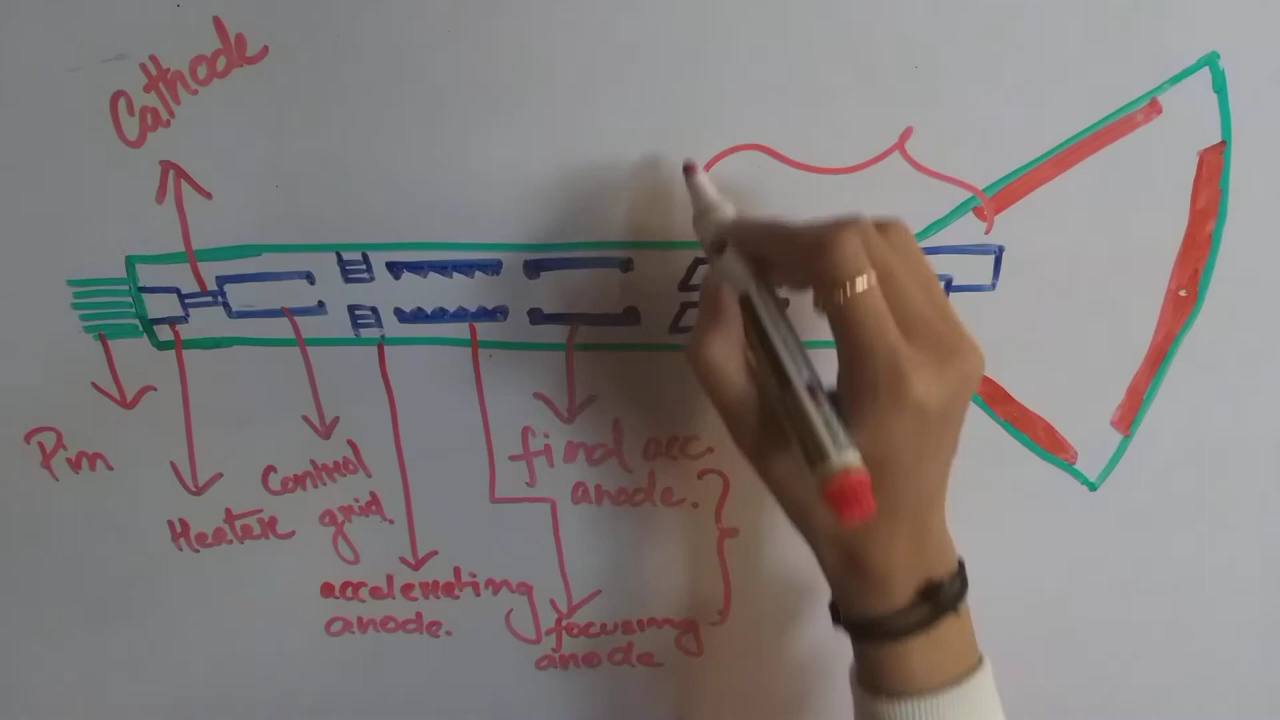 Cathode
Pin
Control
grid.
Heater
accelerating
anode.
final acc.
anode.
focusing
anode